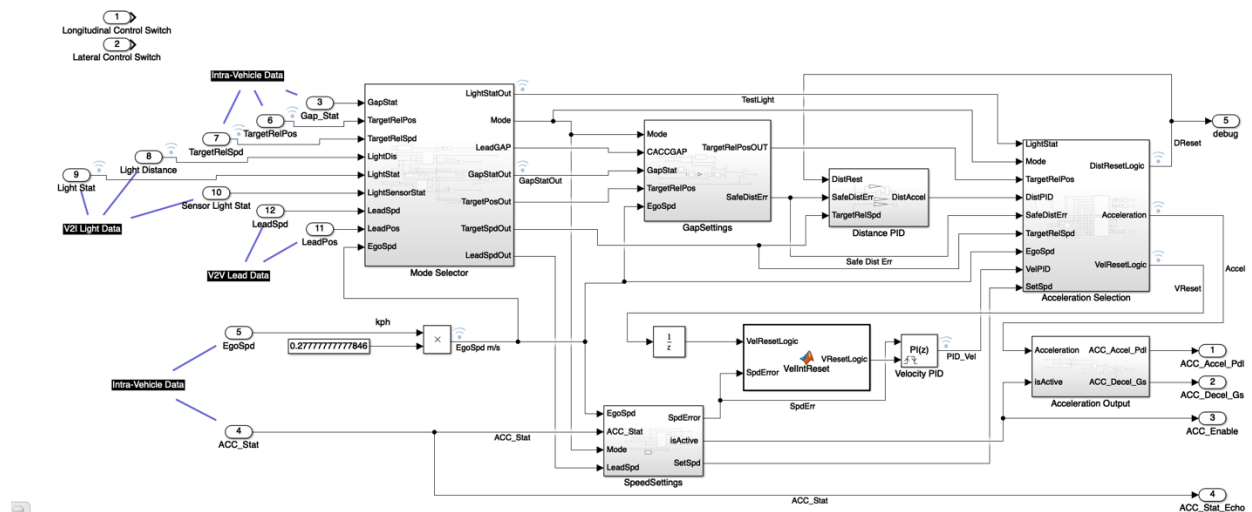 1
Longitudinal Control Switch
2
Lateral Control Switch
Intra-Vehicle Data
3
Gap_Stat
6
TargetRelPos
7
TargetRelSpd
8
Light Distance
9
Light Stat
10
Sensor Light Stat
V2I Light Data
12
LeadSpd
11
LeadPos
V2V Lead Data
GapStat
TargetRelPos
TargetRelSpd
LightDis
LightStat
LightSensorStat
LeadSpd
LeadPos
EgoSpd
LightStatOut
Mode
LeadGAP
GapStatOut
TargetPosOut
TargetSpdOut
LeadSpdOut
Mode Selector
GapStatOut
TestLight
Mode
CACCGAP
GapStat
TargetRelPos
EgoSpd
TargetRelPosOUT
SafeDistErr
GapSettings
DistRest
SafeDistErr
TargetRelSpd
DistAccel
Distance PID
Safe Dist Err
LightStat
Mode
TargetRelPos
DistPID
SafeDistErr
TargetRelSpd
EgoSpd
VelPID
SetSpd
DistResetLogic
Acceleration
VelResetLogic
Acceleration Selection
DReset
5
debug
Accel
VReset
5
EgoSpd
kph
0.27777777777846
×
EgoSpd m/s
Intra-Vehicle Data
4
ACC_Stat
ACC_Stat
1
z
VelResetLogic
SpdError
VResetLogic
VelIntReset
PI(z)
Velocity PID
PID_Vel
SpdErr
EgoSpd
ACC_Stat
Mode
LeadSpd
SpdError
isActive
SetSpd
SpeedSettings
Acceleration
isActive
ACC_Accel_Pdl
ACC_Decel_Gs
Acceleration Output
1
ACC_Accel_Pdl
2
ACC_Decel_Gs
3
ACC_Enable
ACC_Stat
4
ACC_Stat_Echo